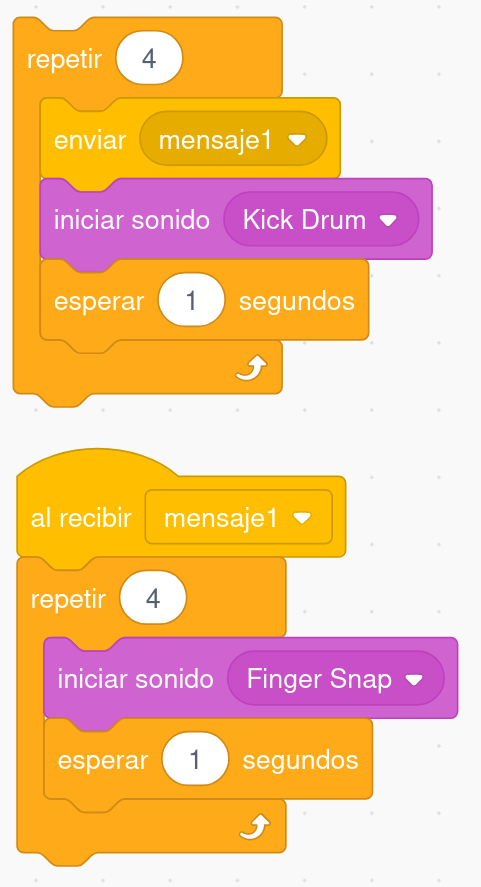 repetir 4
enviar mensaje1
iniciar sonido Kick Drum
esperar 1 segundos
al recibir mensaje1
repetir 4
iniciar sonido Finger Snap
esperar 1 segundos